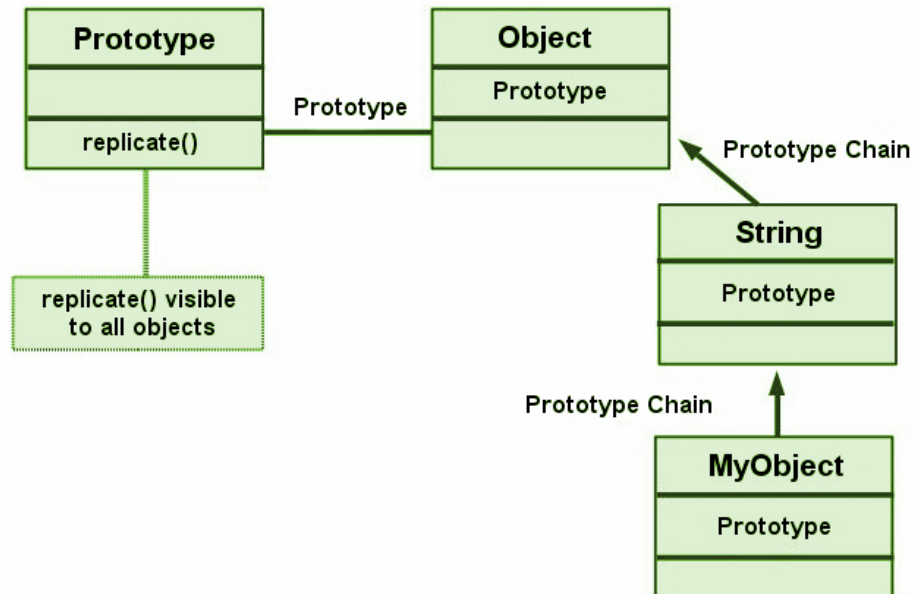 Prototype
replicate()
replicate() visible
to all objects
Prototype
Object
Prototype
Prototype Chain
String
Prototype
Prototype Chain
MyObject
Prototype